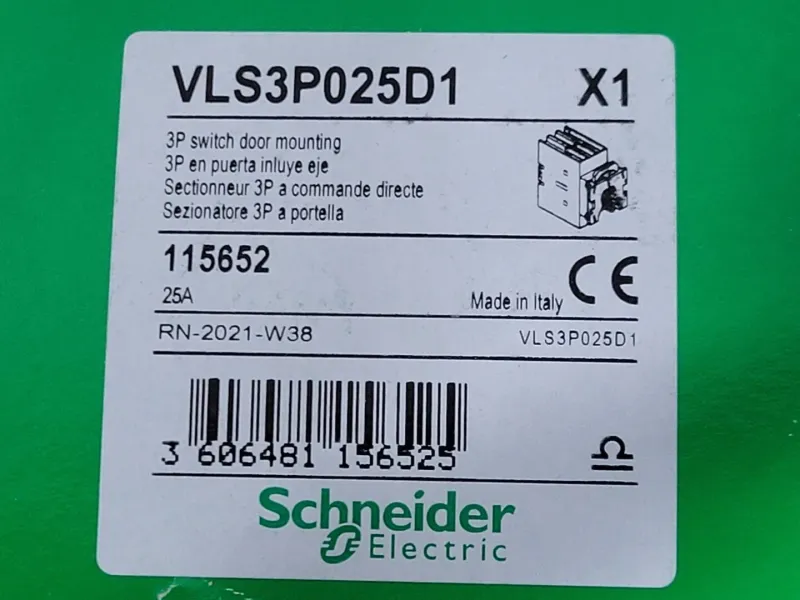 VLS3P025D1 X1
3P switch door mounting
3P en puerta inluye eje
Sectionneur 3P a commande directe
Sezionatore 3P a portella
115652
25A
Made in Italy
CE
RN-2021-W38
VLS3P025D1
3 606481 156525
Schneider
Electric